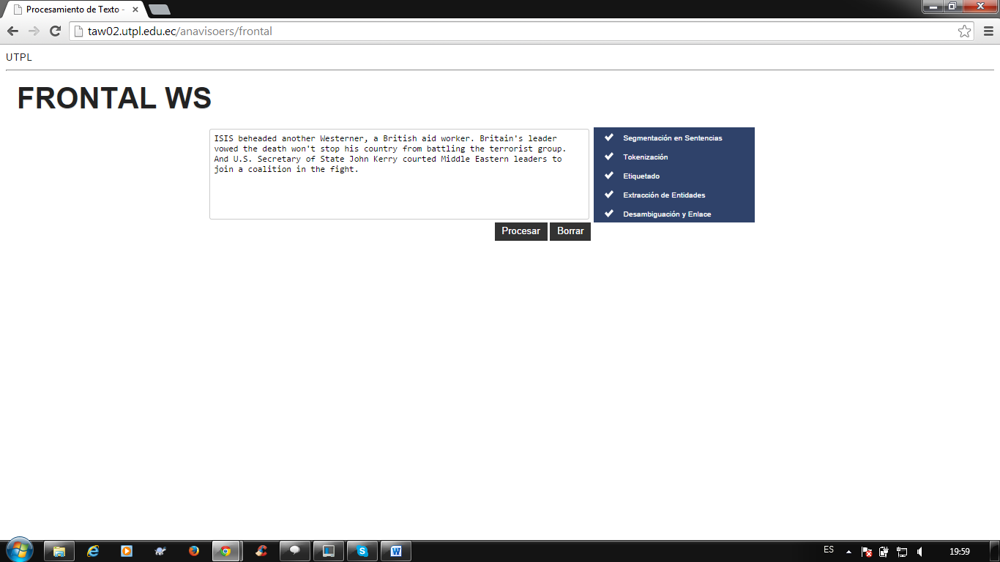 Procesamiento de Texto -
taw02.utpl.edu.ec/anavisoers/frontal
UTPL
FRONTAL WS
ISIS beheaded another Westerner, a British aid worker. Britain's leader
vowed the death won't stop his country from battling the terrorist group.
And U.S. Secretary of State John Kerry courted Middle Eastern leaders to
join a coalition in the fight.
Segmentación en Sentencias
Tokenización
Etiquetado
Extracción de Entidades
Desambiguación y Enlace
Procesar
Borrar
ES
19:59